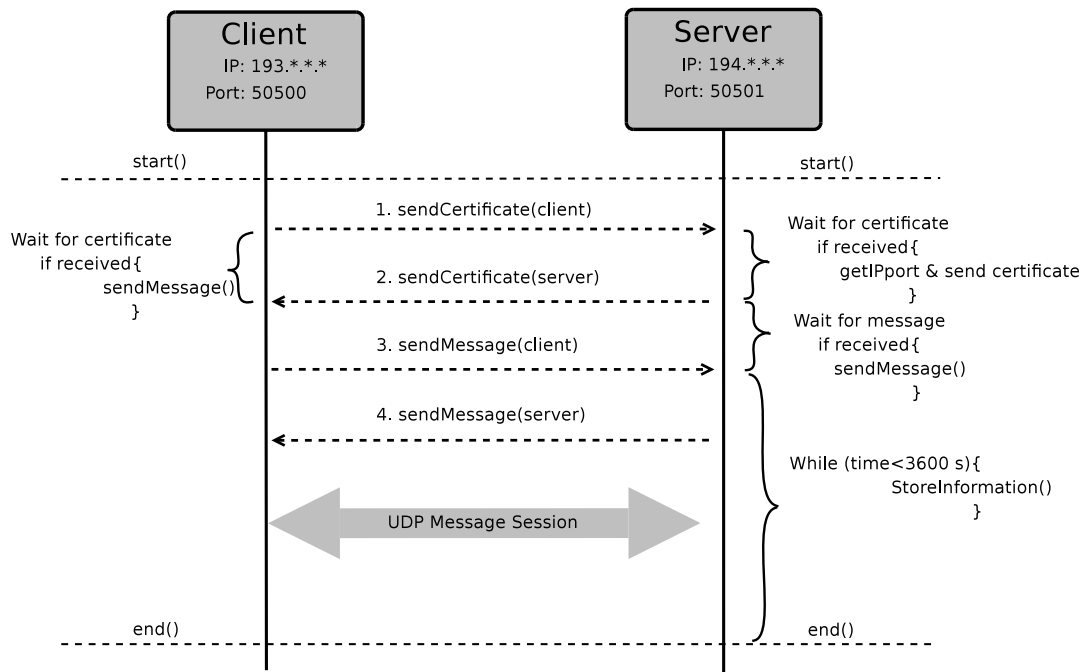 Client
IP: 193.*.*.*
Port: 50500
Server
IP: 194.*.*.*
Port: 50501
start()
start()
1. sendCertificate(client)
Wait for certificate
if received{
sendMessage()
}
Wait for certificate
if received{
getIPport & send certificate
}
2. sendCertificate(server)
Wait for message
if received{
sendMessage()
}
3. sendMessage(client)
4. sendMessage(server)
While (time<3600 s){
StoreInformation()
}
UDP Message Session
end()
end()